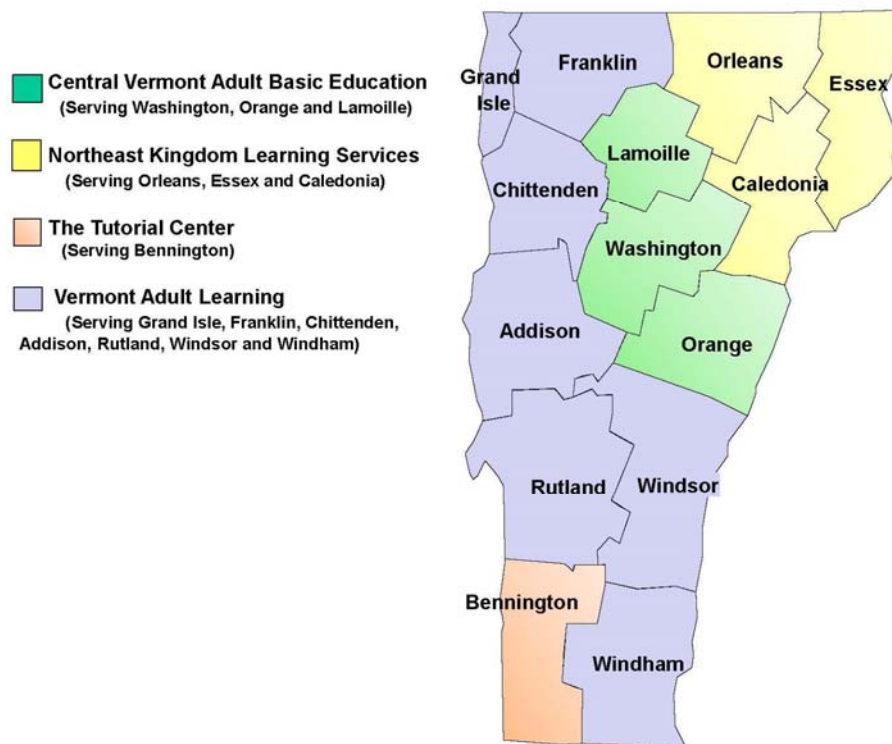 Central Vermont Adult Basic Education
(Serving Washington, Orange and Lamoille)
Northeast Kingdom Learning Services
(Serving Orleans, Essex and Caledonia)
The Tutorial Center
(Serving Bennington)
Vermont Adult Learning
(Serving Grand Isle, Franklin, Chittenden,
Addison, Rutland, Windsor and Windham)
Grand
Isle
Franklin
Orleans
Essex
Lamoille
Chittenden
Caledonia
Washington
Addison
Orange
Rutland
Windsor
Bennington
Windham